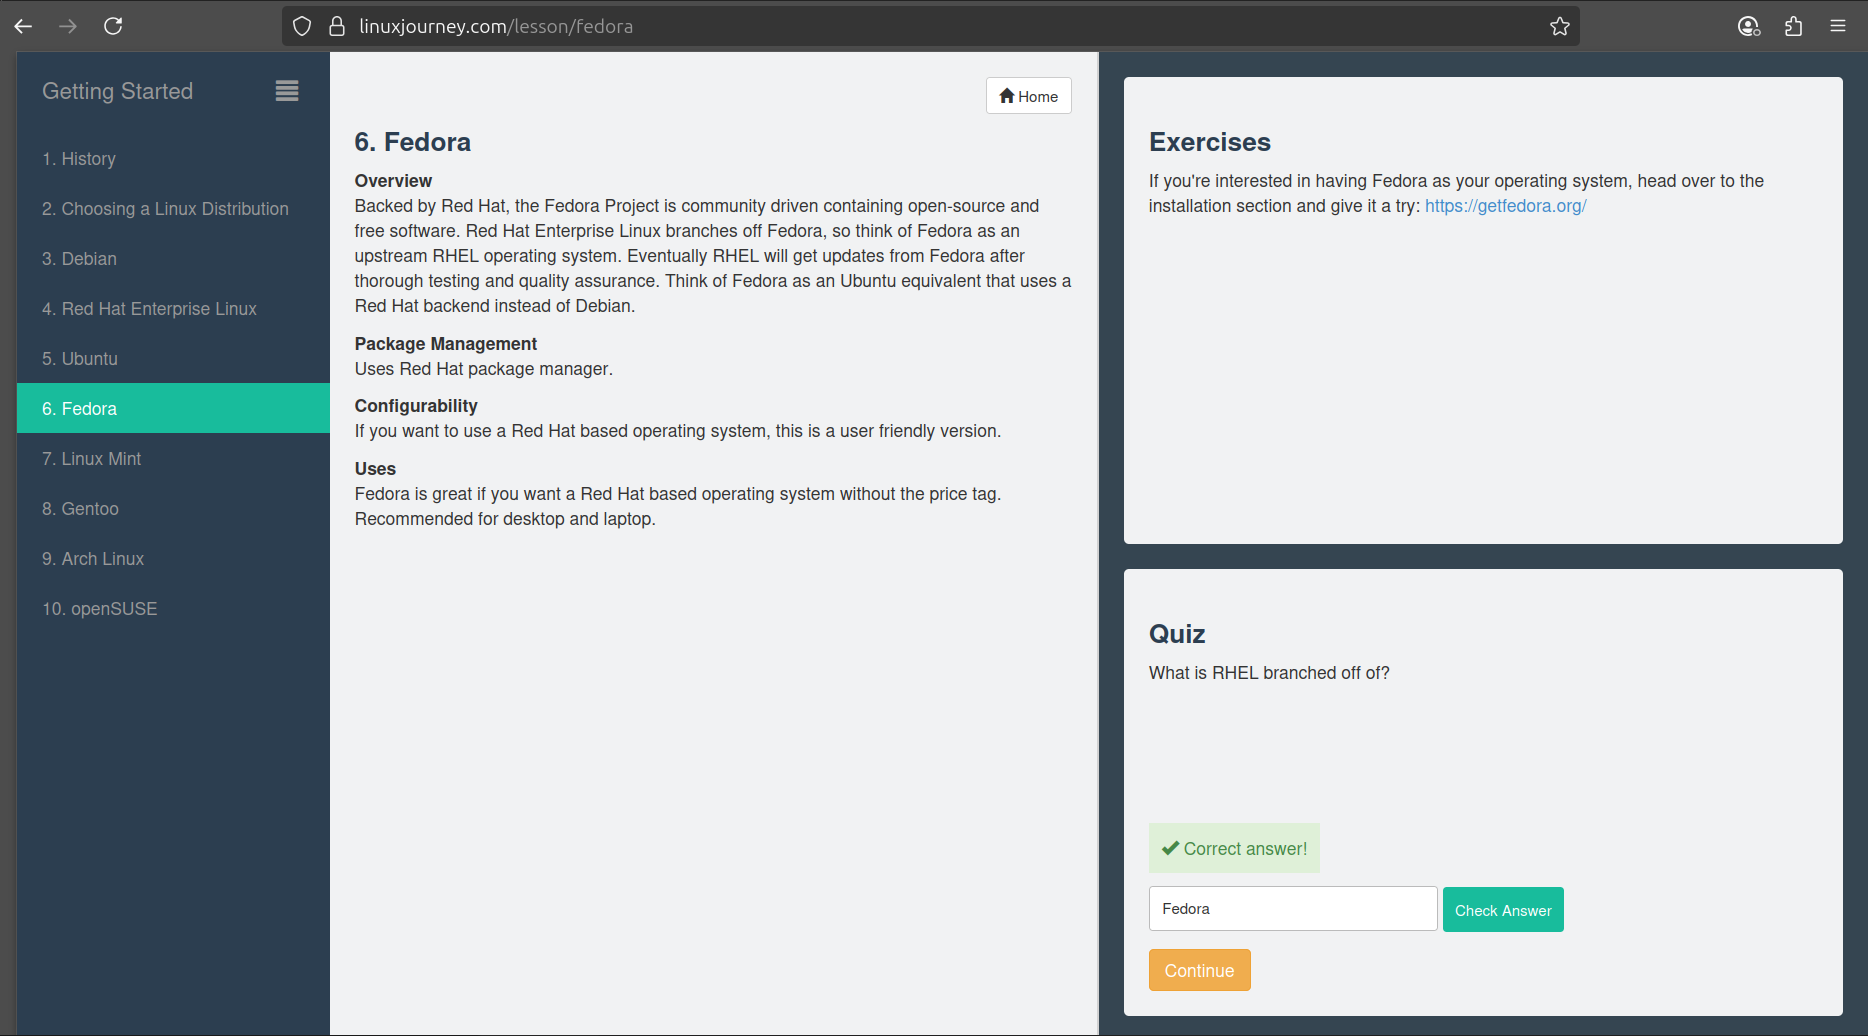 linuxjourney.com/lesson/fedora
Getting Started
1. History
2. Choosing a Linux Distribution
3. Debian
4. Red Hat Enterprise Linux
5. Ubuntu
6. Fedora
7. Linux Mint
8. Gentoo
9. Arch Linux
10. openSUSE
Home
6. Fedora
Overview
Backed by Red Hat, the Fedora Project is community driven containing open-source and
free software. Red Hat Enterprise Linux branches off Fedora, so think of Fedora as an
upstream RHEL operating system. Eventually RHEL will get updates from Fedora after
thorough testing and quality assurance. Think of Fedora as an Ubuntu equivalent that uses a
Red Hat backend instead of Debian.
Package Management
Uses Red Hat package manager.
Configurability
If you want to use a Red Hat based operating system, this is a user friendly version.
Uses
Fedora is great if you want a Red Hat based operating system without the price tag.
Recommended for desktop and laptop.
Exercises
If you're interested in having Fedora as your operating system, head over to the
installation section and give it a try: https://getfedora.org/
Quiz
What is RHEL branched off of?
Correct answer!
Fedora
Check Answer
Continue